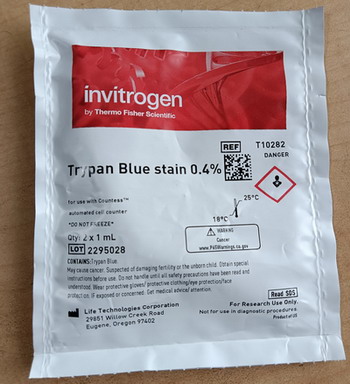 invitrogen
by Thermo Fisher Scientific
REF T10282
DANGER
Trypan Blue stain 0.4%
for use with Countess™
automated cell counter
*DO NOT FREEZE*
25°C
18°C
Qty: 2 x 1 mL
LOT 2295028
WARNING
Cancer
www.P65Warnings.ca.gov
CONTAINS: Trypan Blue.
May cause cancer. Suspected of damaging fertility or the unborn child. Obtain special
instructions before use. Do not handle until all safety precautions have been read and
understood. Wear protective gloves/ protective clothing/eye protection/face
protection. IF exposed or concerned: Get medical advice/ attention.
Read SDS
Life Technologies Corporation
29851 Willow Creek Road
Eugene, Oregon 97402
For Research Use Only.
Not for use in diagnostic procedures.
Product of US